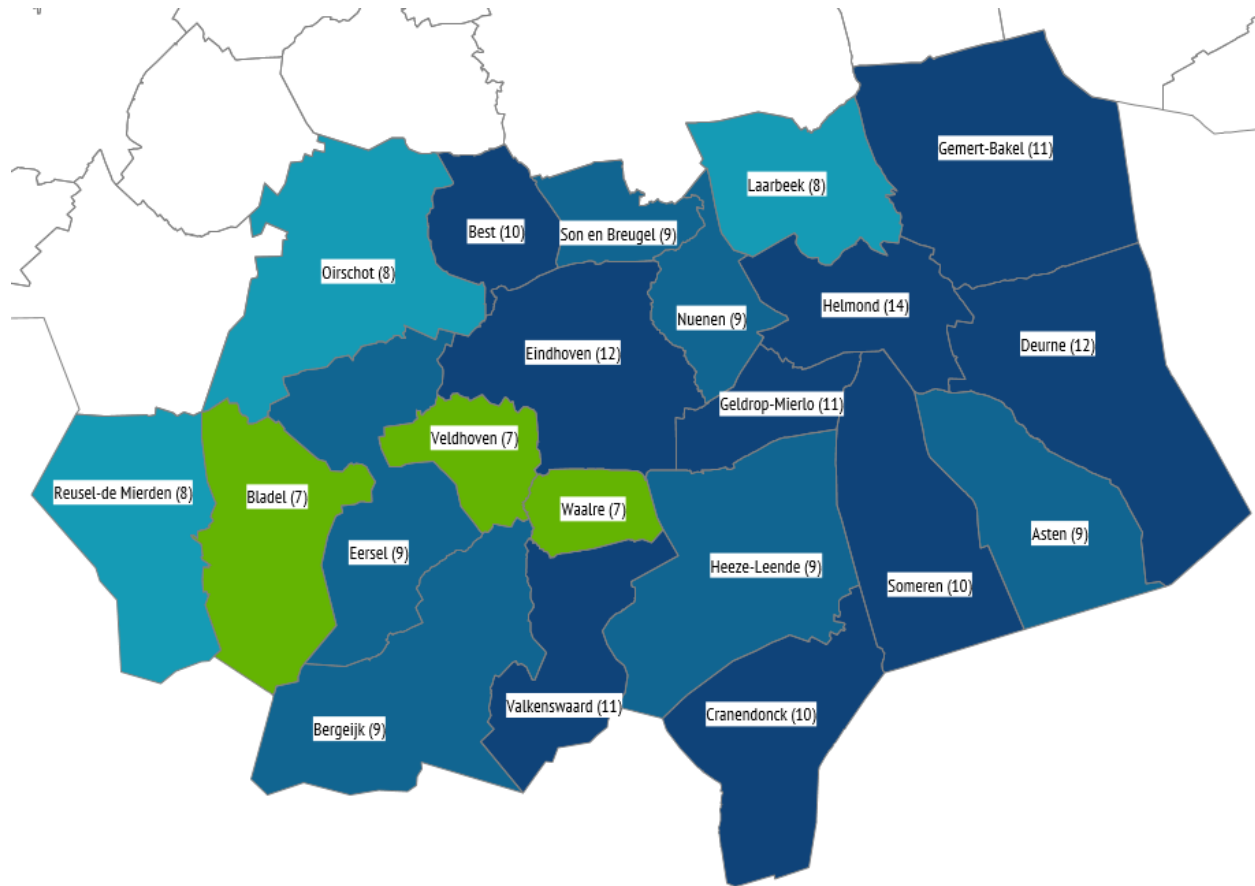 Gemert-Bakel (11)
Laarbeek (8)
Best (10)
Son en Breugel (9)
Oirschot (8)
Helmond (14)
Nuenen (9)
Deurne (12)
Eindhoven (12)
Geldrop-Mierlo (11)
Veldhoven (7)
Reusel-de Mierden (8)
Bladel (7)
Waalre (7)
Asten (9)
Eersel (9)
Heeze-Leende (9)
Someren (10)
Valkenswaard (11)
Cranendonck (10)
Bergeijk (9)